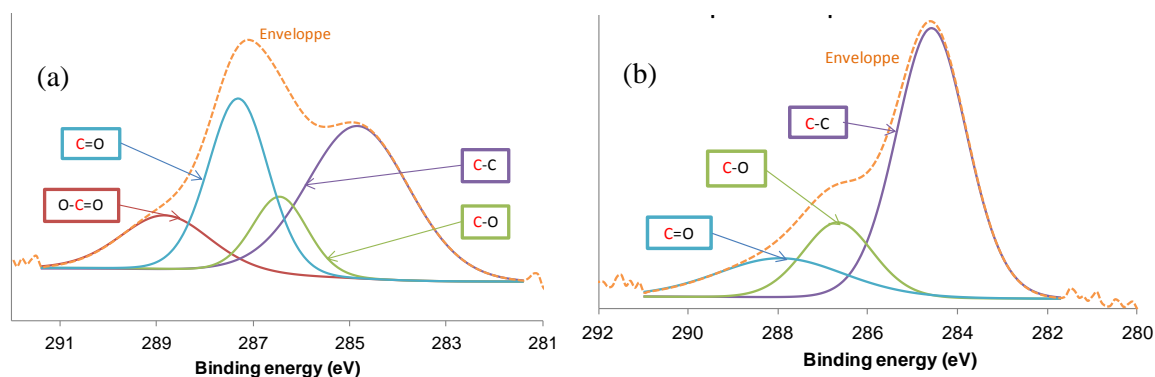 (a)
Enveloppe
C=O
O-C=O
C-C
C-O
291 289 287 285 283 281
Binding energy (eV)
(b)
Enveloppe
C-C
C-O
C=O
292 290 288 286 284 282 280
Binding energy (eV)